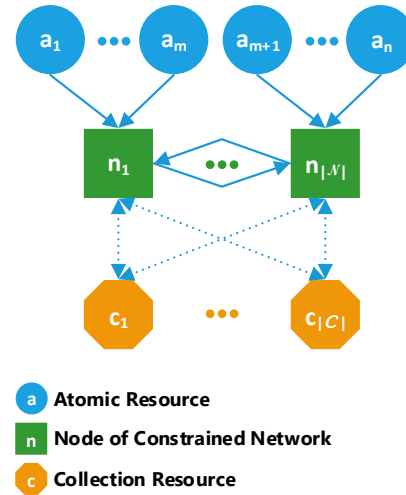 a1 ••• am am+1 ••• an
n1 ••• n|𝒩|
c1 ••• c|𝒞|
a Atomic Resource
n Node of Constrained Network
c Collection Resource